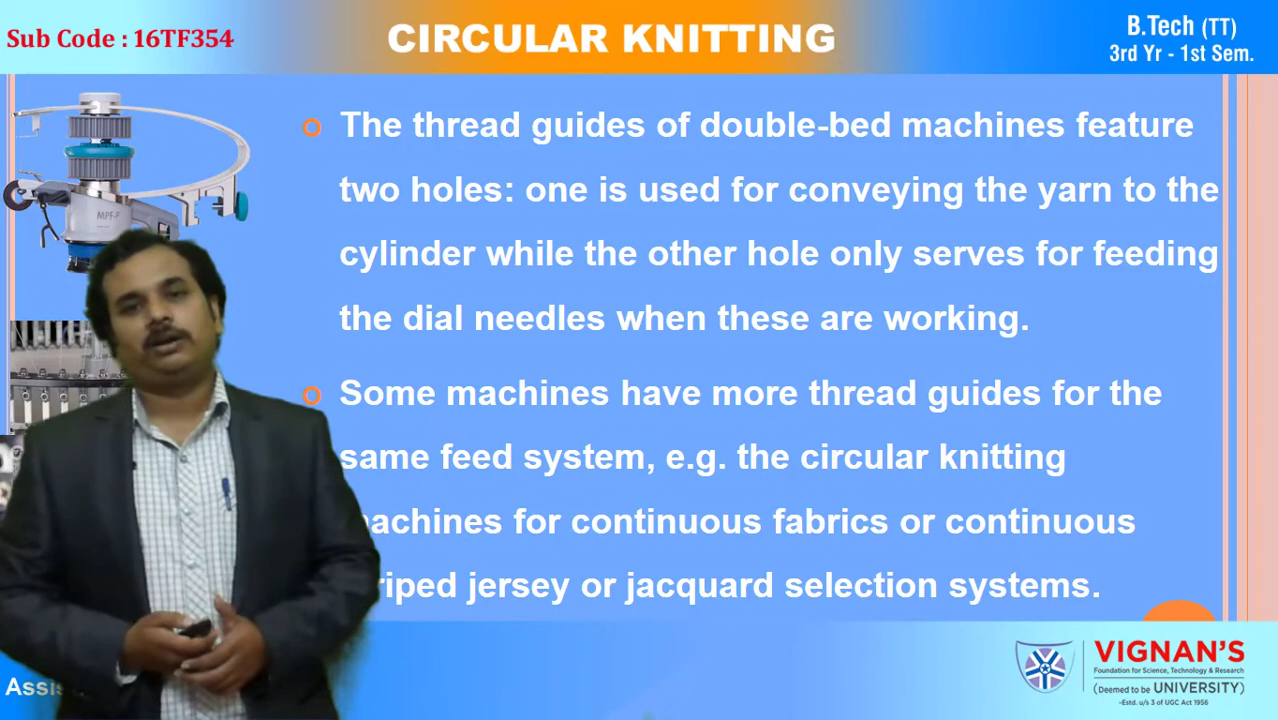 Sub Code : 16TF354
CIRCULAR KNITTING
B.Tech (TT)
3rd Yr - 1st Sem.
The thread guides of double-bed machines feature
two holes: one is used for conveying the yarn to the
cylinder while the other hole only serves for feeding
the dial needles when these are working.
MPF-P
Some machines have more thread guides for the
same feed system, e.g. the circular knitting
achines for continuous fabrics or continuous
riped jersey or jacquard selection systems.
VIGNAN'S
Foundation for Science, Technology & Research
(Deemed to be UNIVERSITY)
-Estd. u/s 3 of UGC Act 1956
Assis